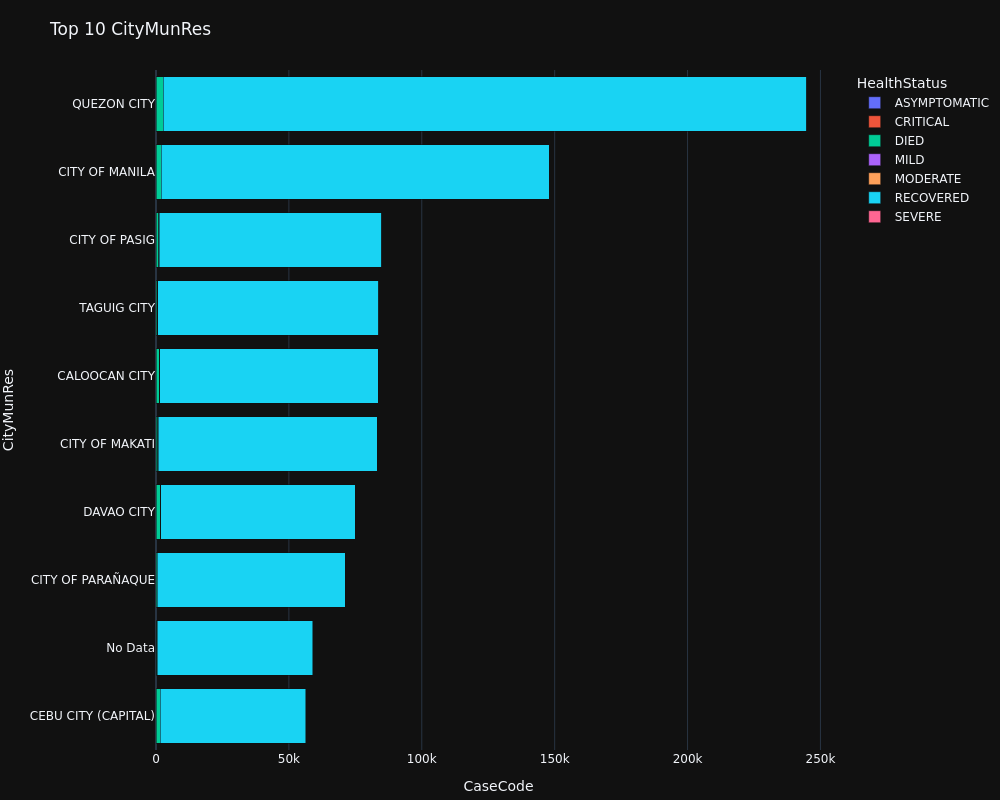 Top 10 CityMunRes
HealthStatus
ASYMPTOMATIC
CRITICAL
DIED
MILD
MODERATE
RECOVERED
SEVERE
CityMunRes
QUEZON CITY
CITY OF MANILA
CITY OF PASIG
TAGUIG CITY
CALOOCAN CITY
CITY OF MAKATI
DAVAO CITY
CITY OF PARAÑAQUE
No Data
CEBU CITY (CAPITAL)
0 50k 100k 150k 200k 250k
CaseCode